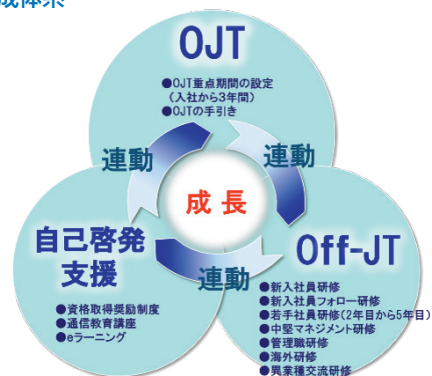 成体系
OJT
●OJT重点期間の設定
（入社から3年間）
●OJTの手引き
連動
連動
成長
自己啓発
支援
●資格取得奨励制度
●通信教育講座
●eラーニング
連動
Off-JT
●新入社員研修
●新入社員フォロー研修
●若手社員研修(2年目から5年目)
●中堅マネジメント研修
●管理職研修
●海外研修
●異業種交流研修